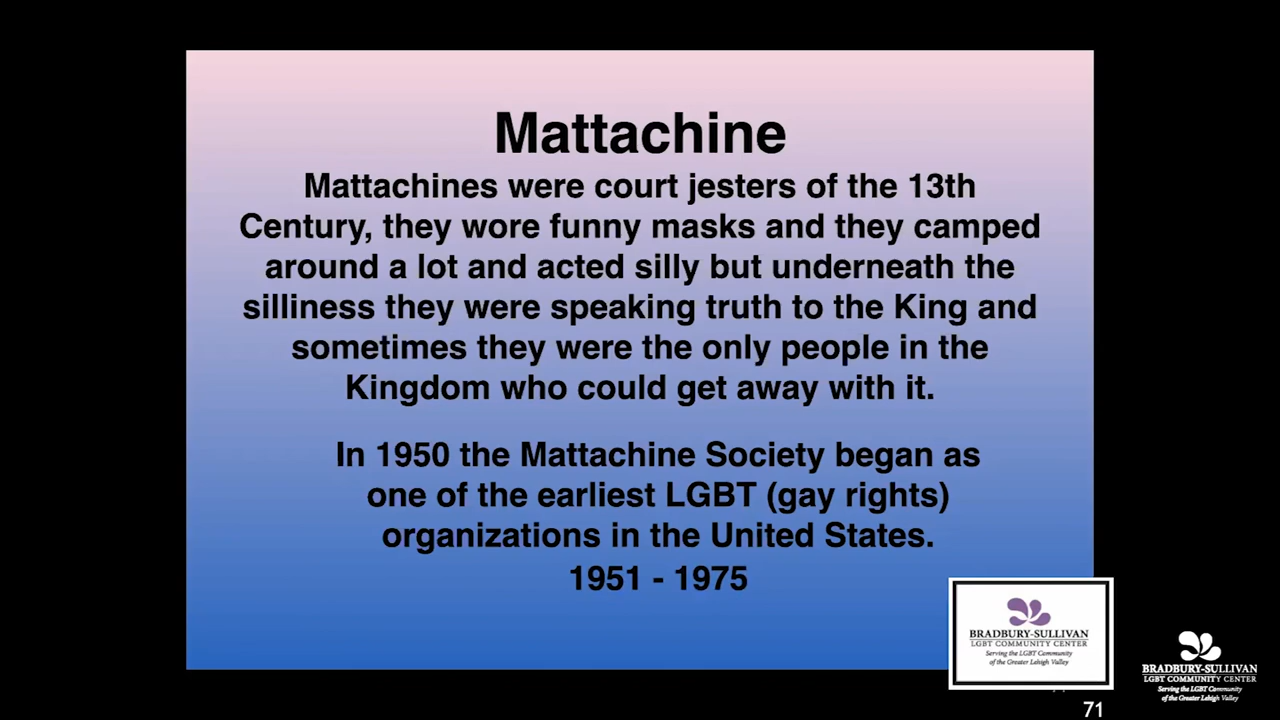 Mattachine
Mattachines were court jesters of the 13th
Century, they wore funny masks and they camped
around a lot and acted silly but underneath the
silliness they were speaking truth to the King and
sometimes they were the only people in the
Kingdom who could get away with it.
In 1950 the Mattachine Society began as
one of the earliest LGBT (gay rights)
organizations in the United States.
1951 - 1975
BRADBURY-SULLIVAN
LGBT COMMUNITY CENTER
Serving the LGBT Community
of the Greater Lehigh Valley
BRADBURY-SULLIVAN
LGBT COMMUNITY CENTER
Serving the LGBT Community
of the Greater Lehigh Valley
71